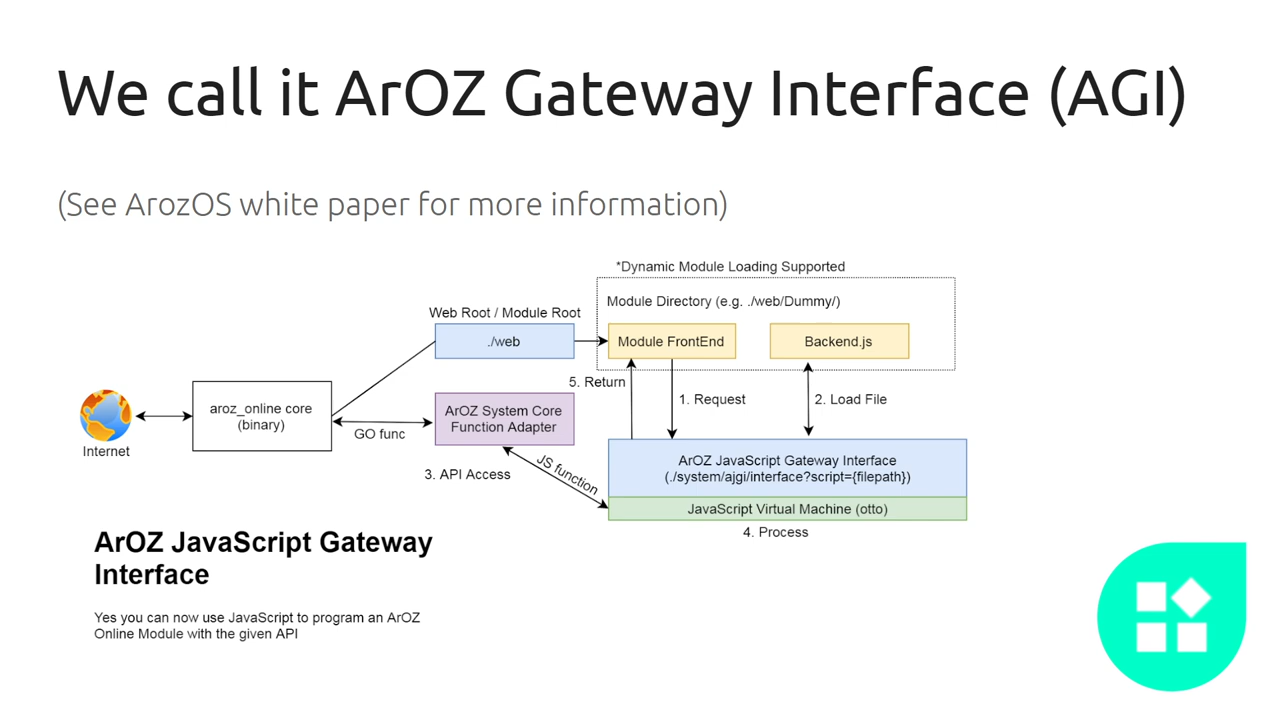 We call it ArOZ Gateway Interface (AGI)
(See ArozOS white paper for more information)
*Dynamic Module Loading Supported
Module Directory (e.g. ./web/Dummy/)
Web Root / Module Root
./web
Module FrontEnd
Backend.js
5. Return
1. Request
2. Load File
aroz_online core
(binary)
Internet
GO func
ArOZ System Core
Function Adapter
3. API Access
JS function
ArOZ JavaScript Gateway Interface
(./system/ajgi/interface?script={filepath})
JavaScript Virtual Machine (otto)
4. Process
ArOZ JavaScript Gateway
Interface
Yes you can now use JavaScript to program an ArOZ
Online Module with the given API